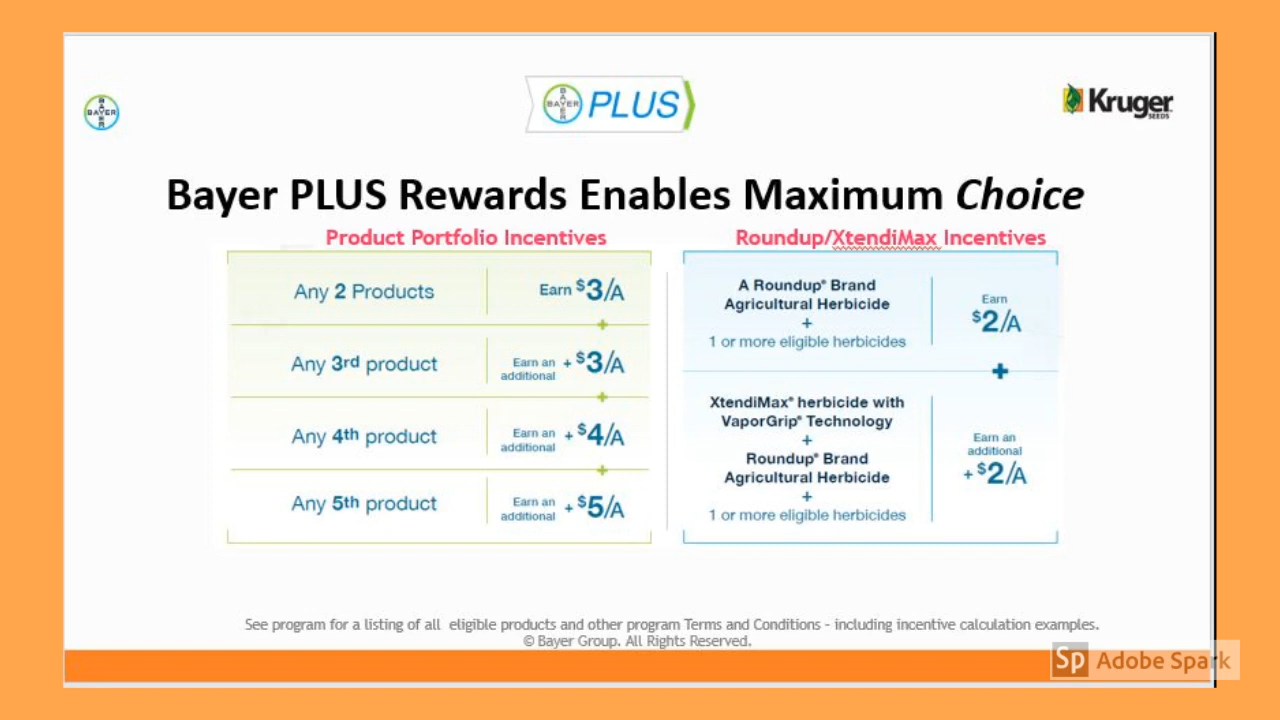 BAYER
BAYER
BAYER
BAYER
PLUS
Kruger
SEEDS
Bayer PLUS Rewards Enables Maximum Choice
Product Portfolio Incentives
Any 2 Products
Earn $3/A
+
Any 3rd product
Earn an additional + $3/A
+
Any 4th product
Earn an additional + $4/A
+
Any 5th product
Earn an additional + $5/A
Roundup/XtendiMax Incentives
A Roundup® Brand
Agricultural Herbicide
+
1 or more eligible herbicides
Earn
$2/A
+
XtendiMax® herbicide with
VaporGrip® Technology
+
Roundup® Brand
Agricultural Herbicide
+
1 or more eligible herbicides
Earn an
additional
+ $2/A
See program for a listing of all eligible products and other program Terms and Conditions – including incentive calculation examples.
© Bayer Group. All Rights Reserved.
Sp Adobe Spark